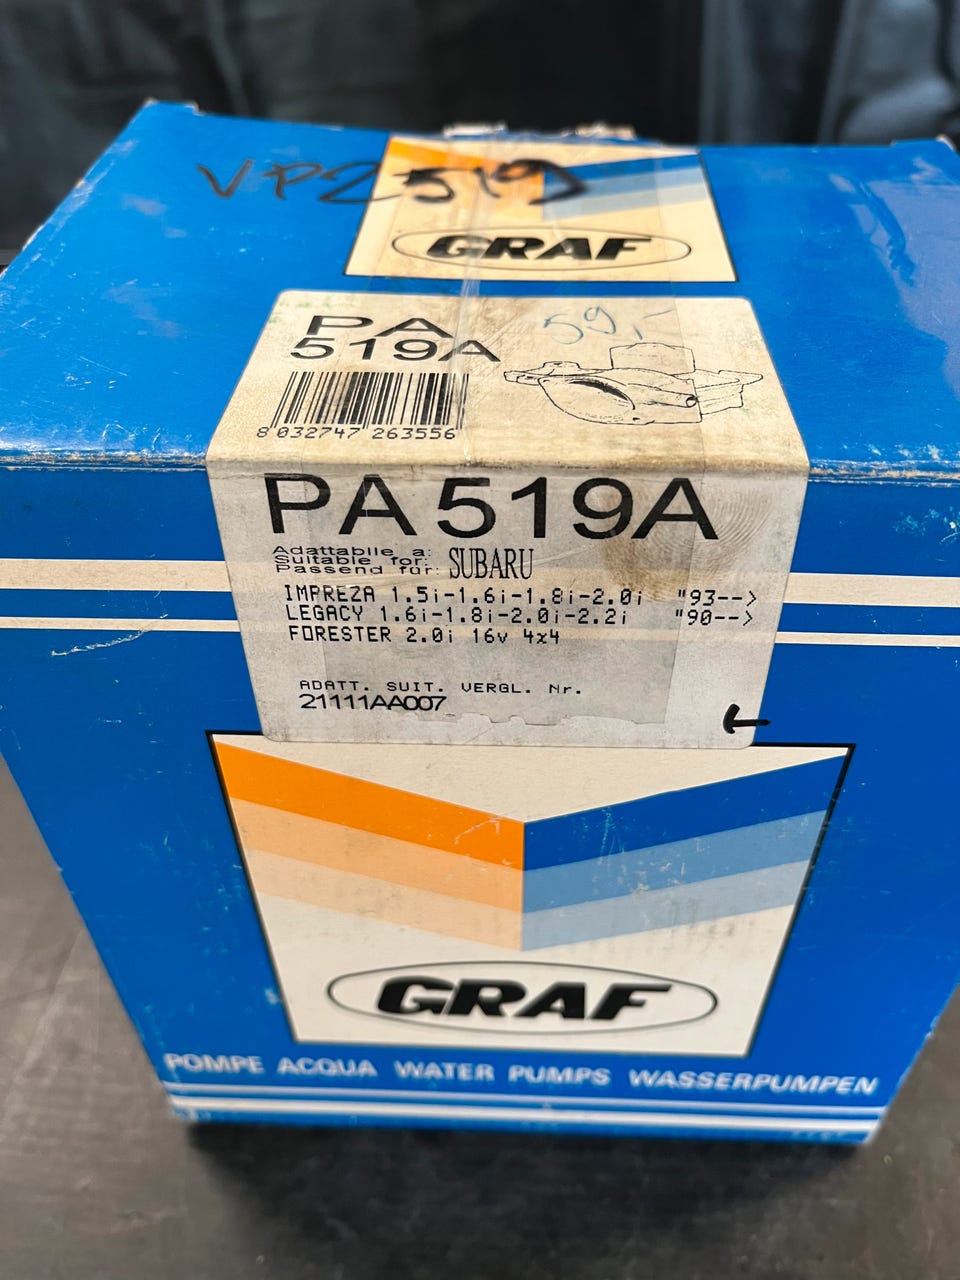 VP2519
GRAF
PA
519A
59,-
8 032747 263556
PA519A
Adattabile a:
Suitable for:
Passend für: SUBARU
IMPREZA 1.5i-1.6i-1.8i-2.0i "93-->
LEGACY 1.6i-1.8i-2.0i-2.2i "90-->
FORESTER 2.0i 16v 4x4
ADATT. SUIT. VERGL. Nr.
21111AA007
GRAF
POMPE ACQUA WATER PUMPS WASSERPUMPEN